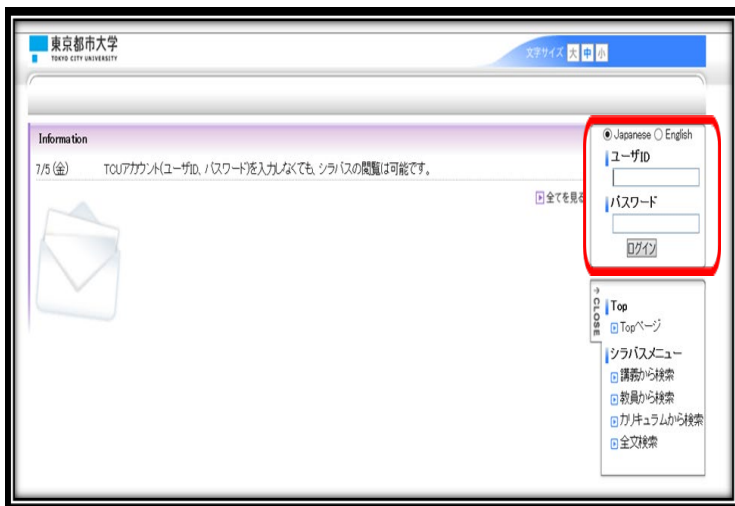 東京都市大学
TOKYO CITY UNIVERSITY
文字サイズ 大 中 小
Information
7/5 (金) TCUアカウント(ユーザID、パスワード)を入力しなくても、シラバスの閲覧は可能です。
全てを見る
Japanese English
ユーザID
パスワード
ログイン
CLOSE
Top
Topページ
シラバスメニュー
講義から検索
教員から検索
カリキュラムから検索
全文検索